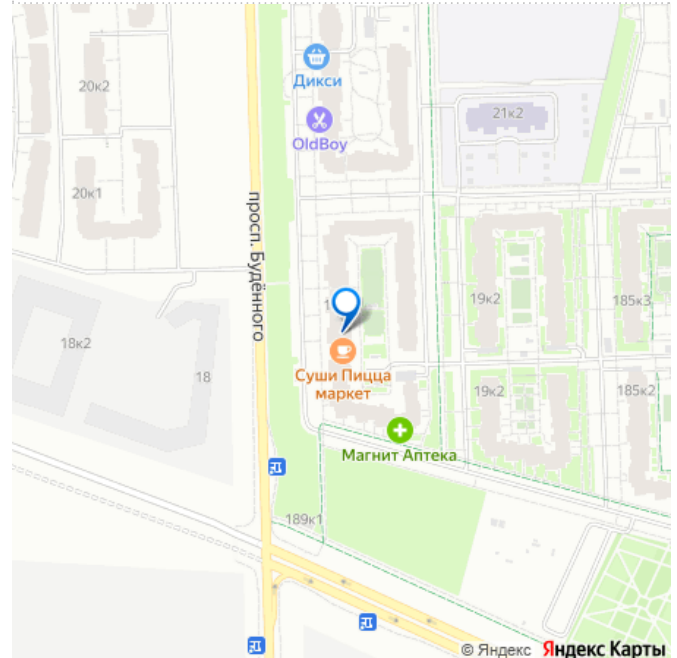 20к2
Дикси
OldBoy
21к2
20к1
просп. Будённого
19к2
185к3
18к2
18
Суши Пицца
маркет
19к2
185к2
Магнит Аптека
189к1
© Яндекс Яндекс Карты